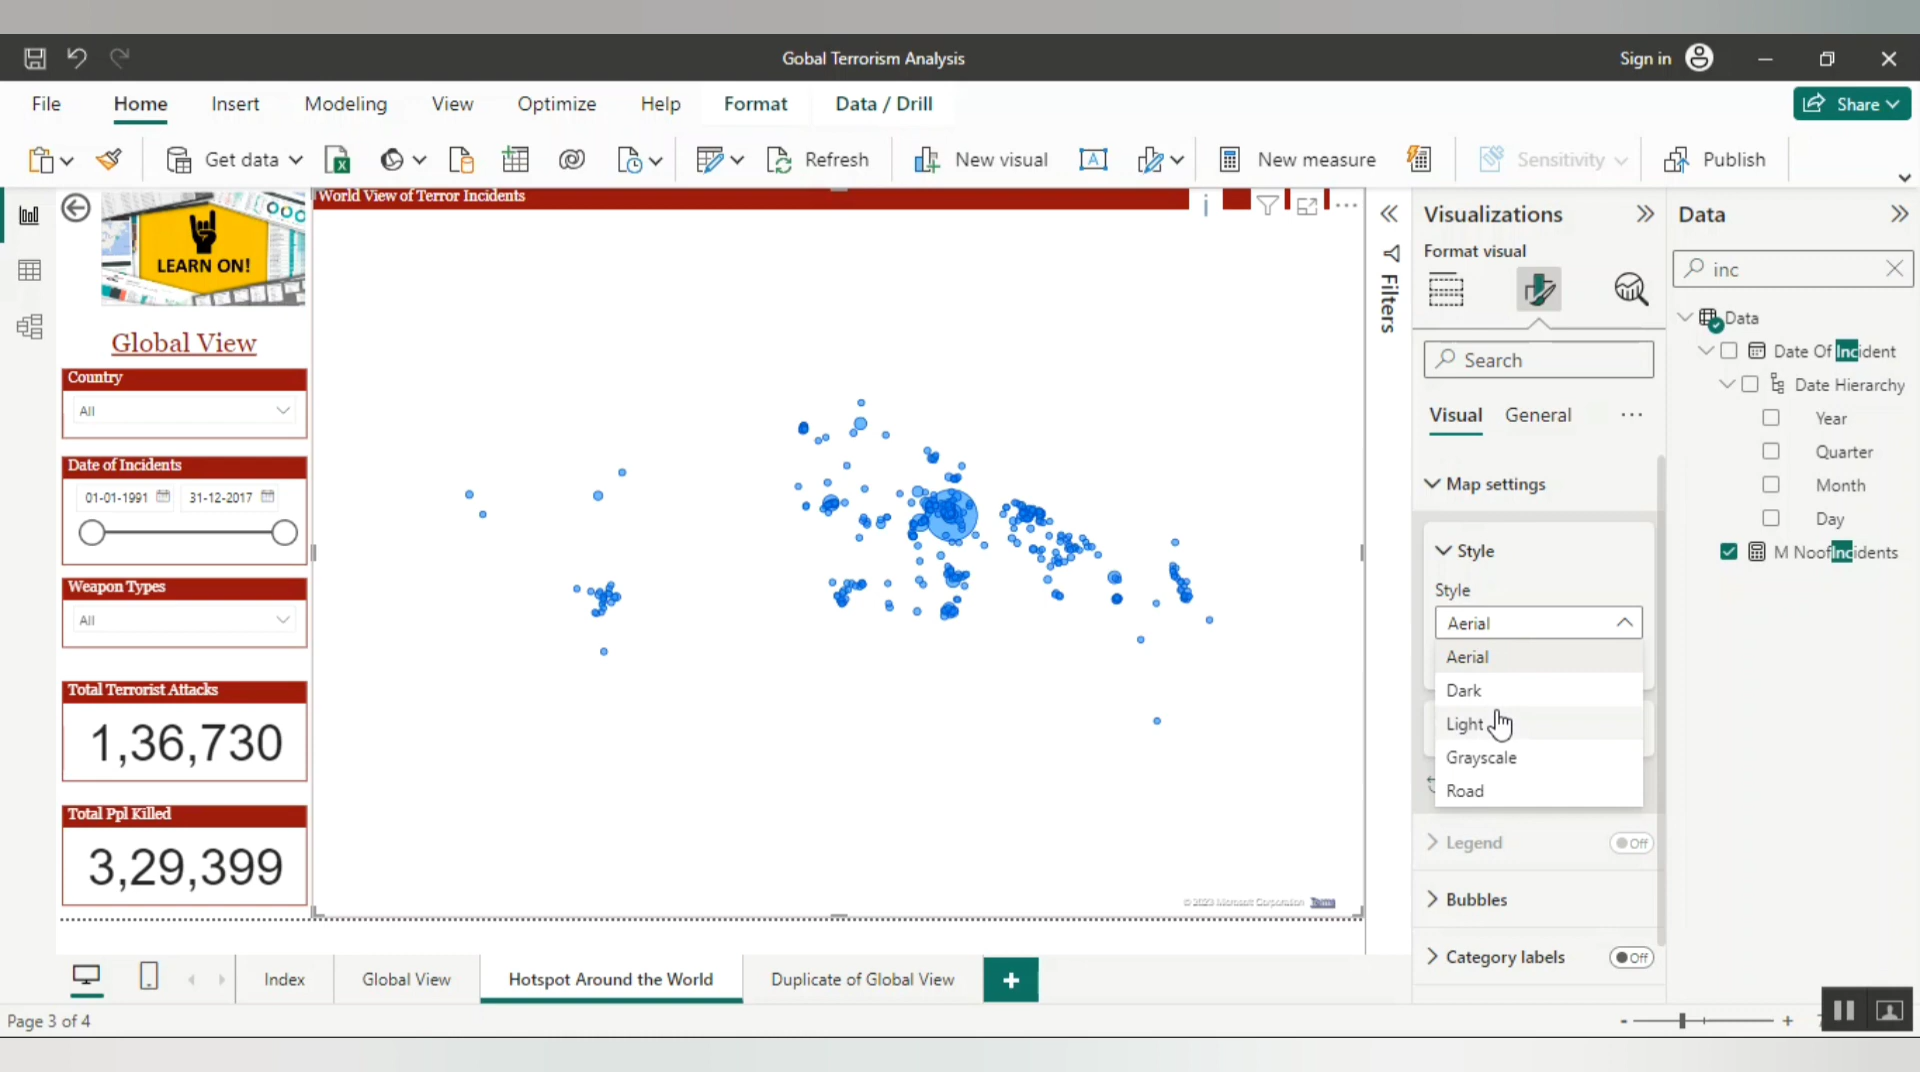 Gobal Terrorism Analysis
Sign in
File Home Insert Modeling View Optimize Help Format Data / Drill
Share
Get data
Refresh
New visual
A
New measure
Sensitivity
Publish
LEARN ON!
Global View
Country
All
Date of Incidents
01-01-1991 31-12-2017
Weapon Types
All
Total Terrorist Attacks
1,36,730
Total Ppl Killed
3,29,399
World View of Terror Incidents
© 2023 Microsoft Corporation Terms
Filters
Visualizations
Format visual
Search
Visual General
Map settings
Style
Style
Aerial
Aerial
Dark
Light
Grayscale
Road
Legend Off
Bubbles
Category labels Off
Data
inc
Data
Date Of Incident
Date Hierarchy
Year
Quarter
Month
Day
M NoofIncidents
Index Global View Hotspot Around the World Duplicate of Global View +
Page 3 of 4
- +